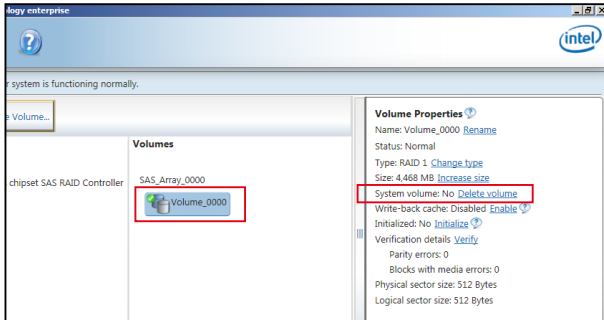 ology enterprise
intel
r system is functioning normally.
e Volume...
Volumes
chipset SAS RAID Controller
SAS_Array_0000
Volume_0000
Volume Properties
Name: Volume_0000 Rename
Status: Normal
Type: RAID 1 Change type
Size: 4,468 MB Increase size
System volume: No Delete volume
Write-back cache: Disabled Enable
Initialized: No Initialize
Verification details Verify
Parity errors: 0
Blocks with media errors: 0
Physical sector size: 512 Bytes
Logical sector size: 512 Bytes